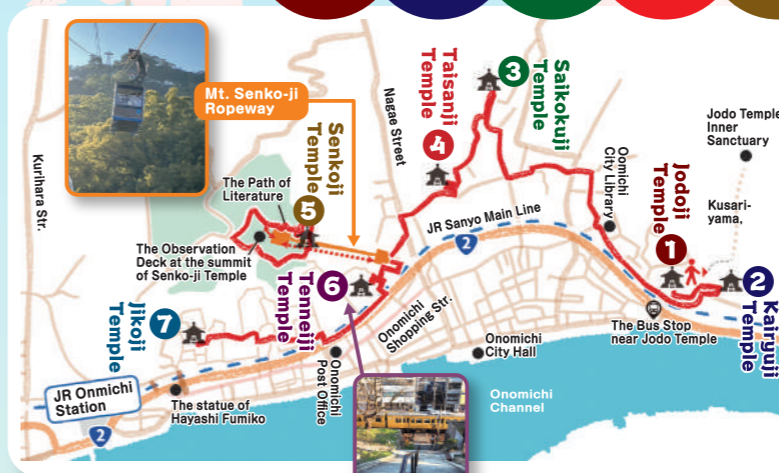 Mt. Senko-ji
Ropeway
Kurihara Str.
The Path of
Literature
Senkoji
Temple
5
The Observation
Deck at the summit
of Senko-ji Temple
Nagae Street
Taisanji
Temple
4
3
Saikokuji
Temple
Oomichi
City Library
Jodo Temple
Inner
Sanctuary
Kusari-
yama,
Jodoji
Temple
1
2
Kanguji
Temple
JR Sanyo Main Line
2
The Bus Stop
near Jodo Temple
6
Tenneiji
Temple
Onomichi
Shopping Str.
Onomichi
City Hall
Onomichi
Post Office
Jikoji
Temple
7
JR Onmichi
Station
2
The statue of
Hayashi Fumiko
Onomichi
Channel